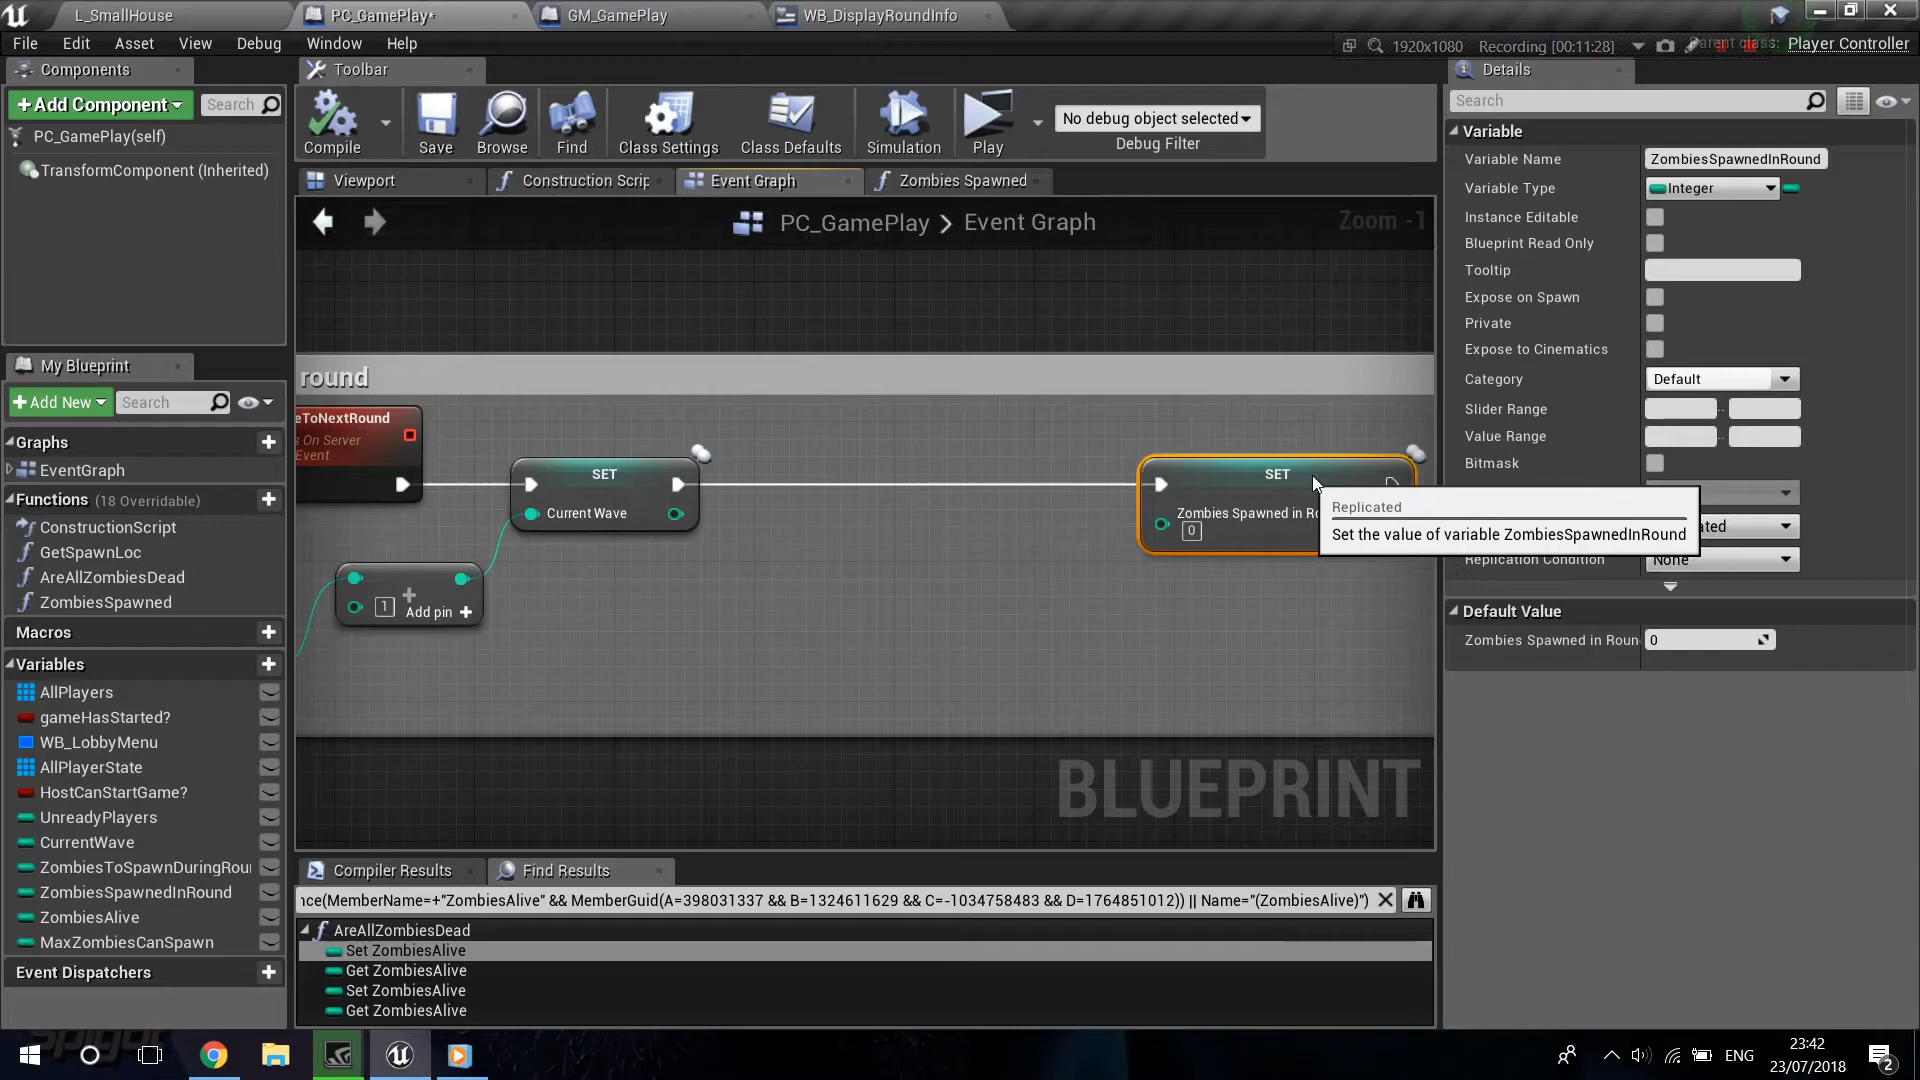 L_SmallHouse
PC_GamePlay*
GM_GamePlay
WB_DisplayRoundInfo
File Edit Asset View Debug Window Help
1920x1080 Recording [00:11:28]
Parent class: Player Controller
Components
Toolbar
Details
Add Component
Search
Search
PC_GamePlay(self)
TransformComponent (Inherited)
Compile
Save
Browse
Find
Class Settings
Class Defaults
Simulation
Play
No debug object selected
Debug Filter
Viewport
Construction Scrip
Event Graph
Zombies Spawned
PC_GamePlay > Event Graph
Zoom -1
Variable
Variable Name ZombiesSpawnedInRound
Variable Type Integer
Instance Editable
Blueprint Read Only
Tooltip
Expose on Spawn
Private
Expose to Cinematics
Category Default
Slider Range
Value Range
Bitmask
Replication Condition None
Default Value
Zombies Spawned in Roun 0
My Blueprint
Add New
Search
Graphs
EventGraph
Functions (18 Overridable)
ConstructionScript
GetSpawnLoc
AreAllZombiesDead
ZombiesSpawned
Macros
Variables
AllPlayers
gameHasStarted?
WB_LobbyMenu
AllPlayerState
HostCanStartGame?
UnreadyPlayers
CurrentWave
ZombiesToSpawnDuringRou
ZombiesSpawnedInRound
ZombiesAlive
MaxZombiesCanSpawn
Event Dispatchers
round
eToNextRound
s On Server
Event
SET
Current Wave
1
Add pin +
SET
Zombies Spawned in Ro
0
Replicated
Set the value of variable ZombiesSpawnedInRound
BLUEPRINT
Compiler Results
Find Results
nce(MemberName=+"ZombiesAlive" && MemberGuid(A=398031337 && B=1324611629 && C=-1034758483 && D=1764851012)) || Name="(ZombiesAlive)")
AreAllZombiesDead
Set ZombiesAlive
Get ZombiesAlive
Set ZombiesAlive
Get ZombiesAlive
ENG
23:42
23/07/2018
2